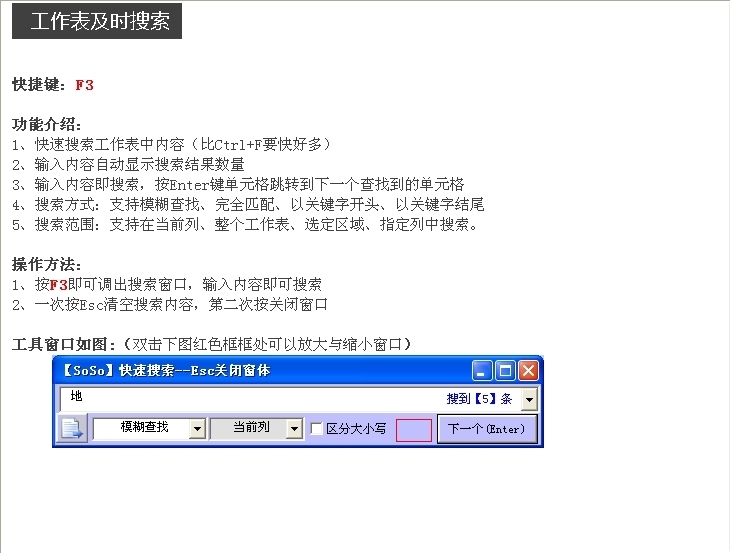 工作表及时搜索
快捷键：F3
功能介绍：
1、快速搜索工作表中内容（比Ctrl+F要快好多）
2、输入内容自动显示搜索结果数量
3、输入内容即搜索，按Enter键单元格跳转到下一个查找到的单元格
4、搜索方式：支持模糊查找、完全匹配、以关键字开头、以关键字结尾
5、搜索范围：支持在当前列、整个工作表、选定区域、指定列中搜索。
操作方法：
1、按F3即可调出搜索窗口，输入内容即可搜索
2、一次按Esc清空搜索内容，第二次按关闭窗口
工具窗口如图：（双击下图红色框框处可以放大与缩小窗口）
【SoSo】快速搜索--Esc关闭窗体
地 搜到【5】条
模糊查找 当前列 区分大小写 下一个(Enter)